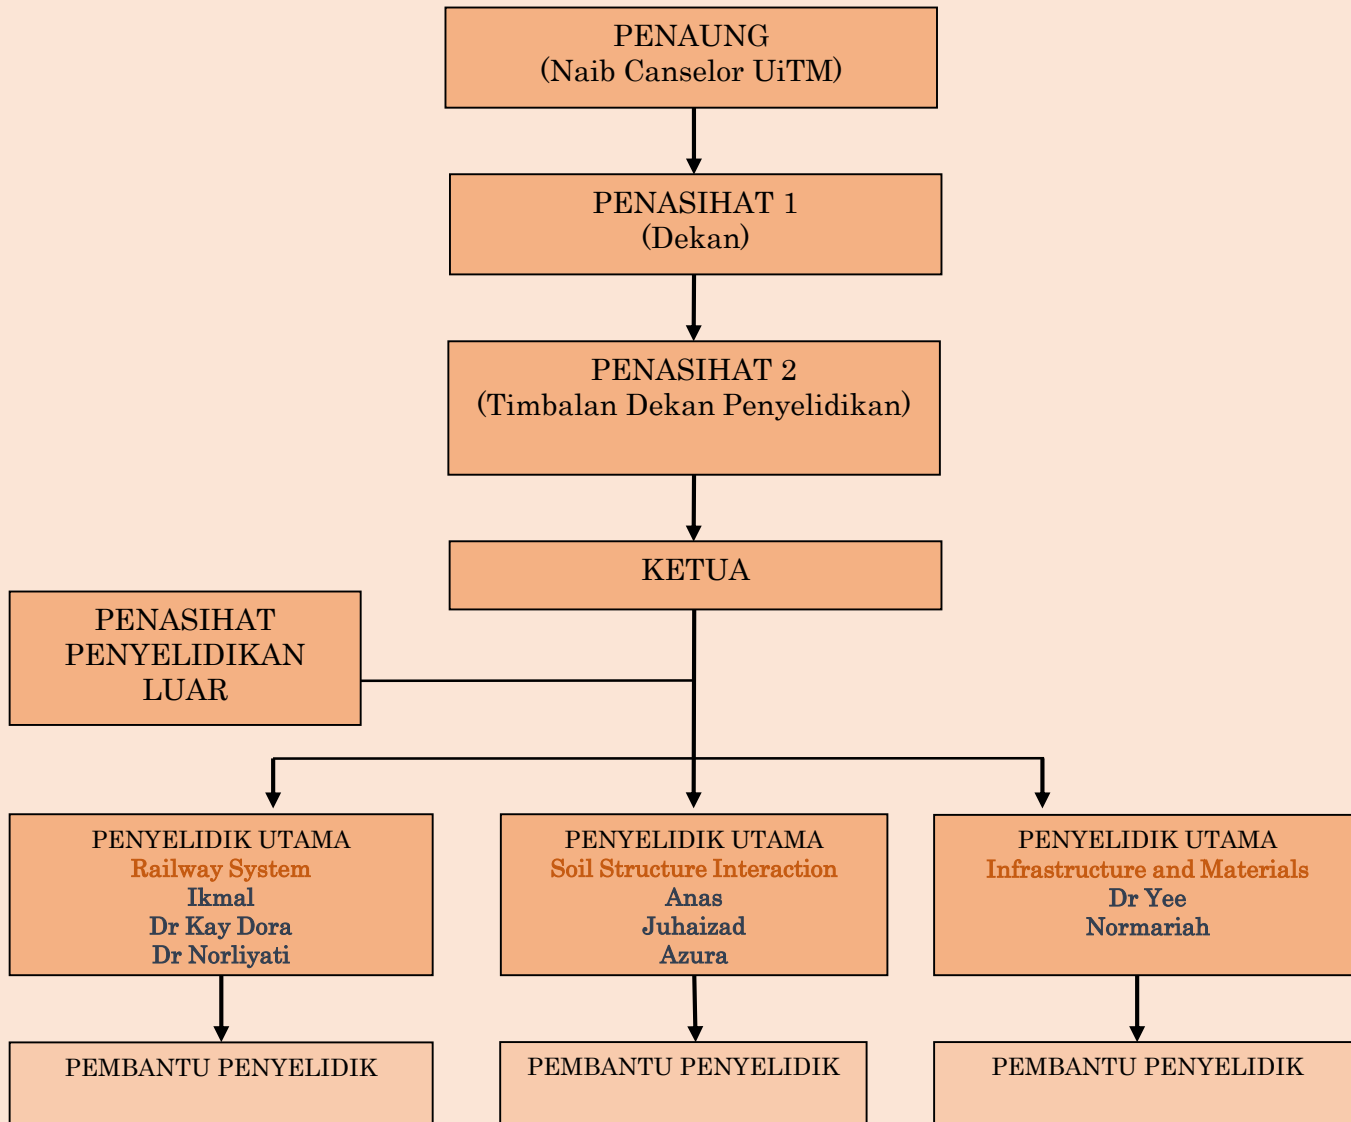 PENAUNG
(Naib Canselor UiTM)
PENASIHAT 1
(Dekan)
PENASIHAT 2
(Timbalan Dekan Penyelidikan)
KETUA
PENASIHAT
PENYELIDIKAN
LUAR
PENYELIDIK UTAMA
Railway System
Ikmal
Dr Kay Dora
Dr Norliyati
PENYELIDIK UTAMA
Soil Structure Interaction
Anas
Juhaizad
Azura
PENYELIDIK UTAMA
Infrastructure and Materials
Dr Yee
Normariah
PEMBANTU PENYELIDIK
PEMBANTU PENYELIDIK
PEMBANTU PENYELIDIK